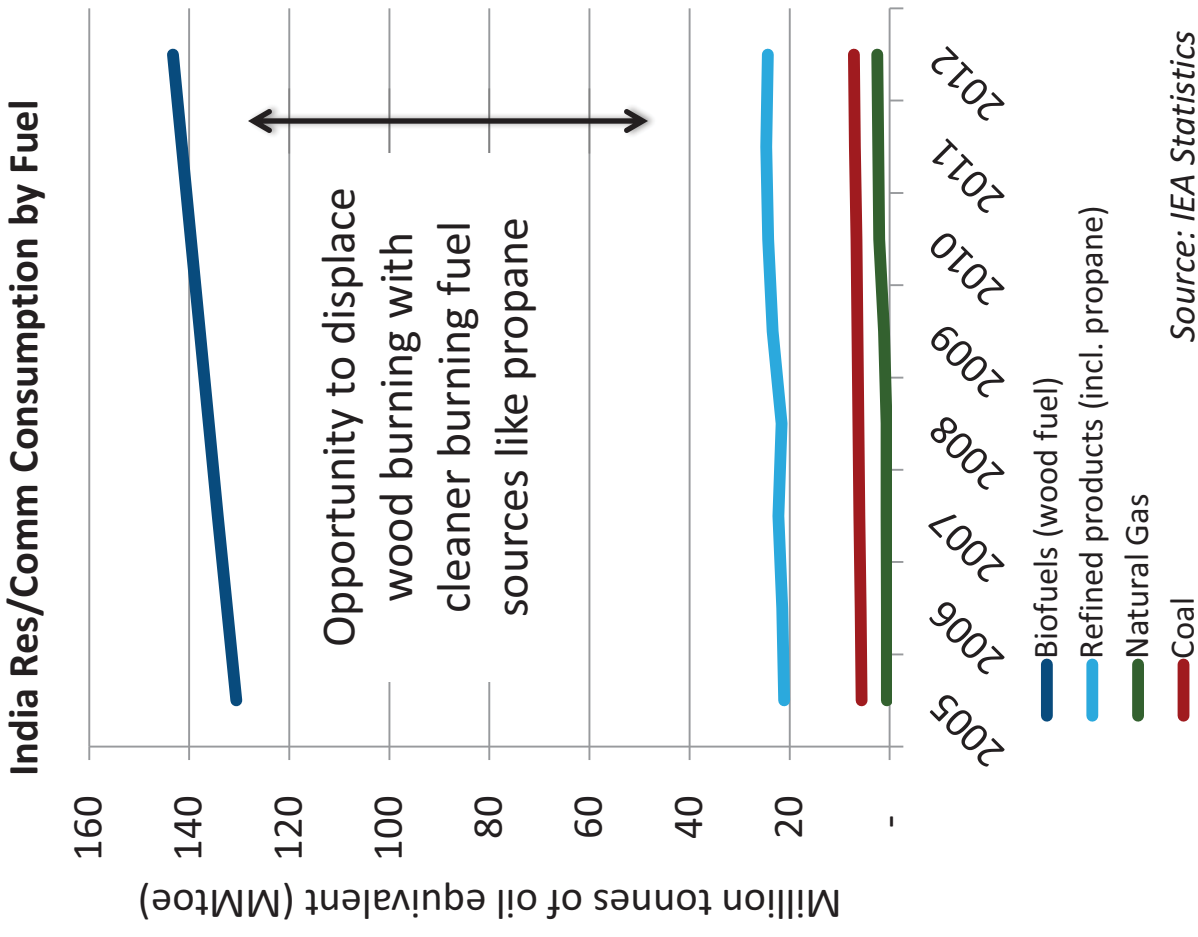 India Res/Comm Consumption by Fuel
Million tonnes of oil equivalent (MMtoe)
160
140
120
100
80
60
40
20
-
Opportunity to displace
wood burning with
cleaner burning fuel
sources like propane
2005
2006
2007
2008
2009
2010
2011
2012
Biofuels (wood fuel)
Refined products (incl. propane)
Natural Gas
Coal
Source: IEA Statistics